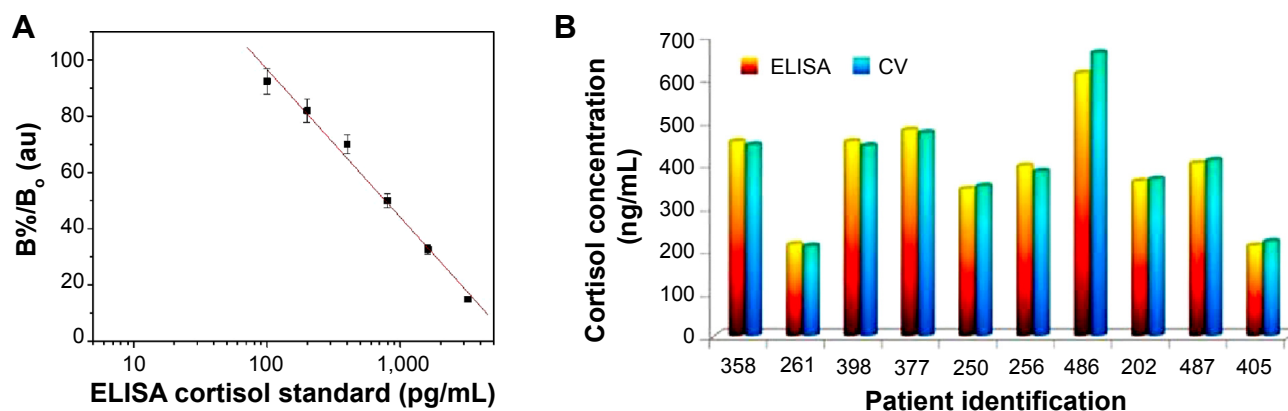 A
B%/Bo (au)
100
80
60
40
20
0
10 100 1,000
ELISA cortisol standard (pg/mL)
B
Cortisol concentration
(ng/mL)
700
600
500
400
300
200
100
0
ELISA CV
358 261 398 377 250 256 486 202 487 405
Patient identification